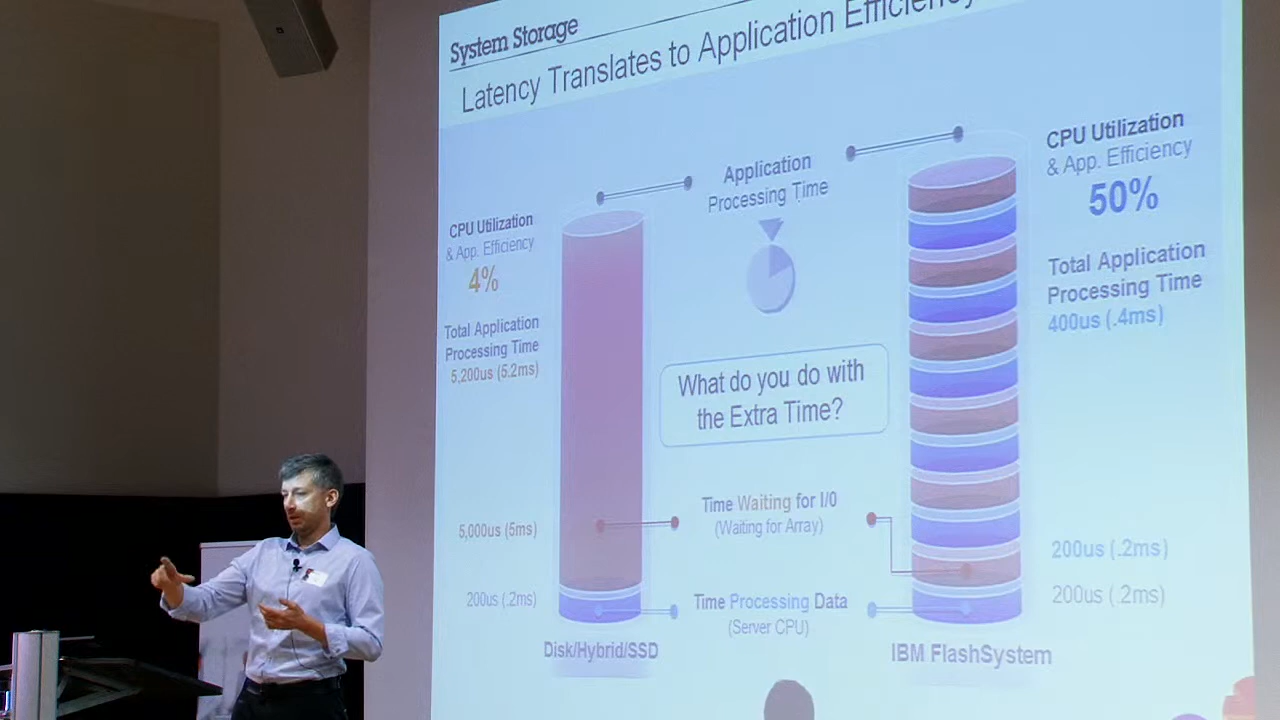 System Storage
Latency Translates to Application Efficiency
CPU Utilization
& App. Efficiency
4%
Total Application
Processing Time
5,200us (5.2ms)
5,000us (5ms)
200us (.2ms)
Disk/Hybrid/SSD
Application
Processing Time
What do you do with
the Extra Time?
Time Waiting for I/0
(Waiting for Array)
Time Processing Data
(Server CPU)
CPU Utilization
& App. Efficiency
50%
Total Application
Processing Time
400us (.4ms)
200us (.2ms)
200us (.2ms)
IBM FlashSystem